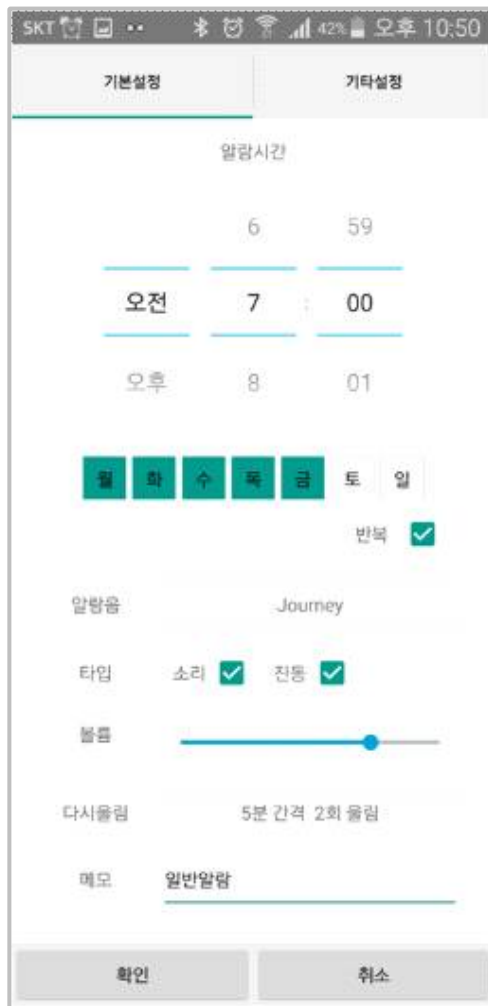 SKT 42% 오후 10:50
기본설정 기타설정
알람시간
6 59
오전 7 : 00
오후 8 01
월 화 수 목 금 토 일
반복
알람음 Journey
타입 소리 진동
볼륨
다시울림 5분 간격 2회 울림
메모 일반알람
확인 취소